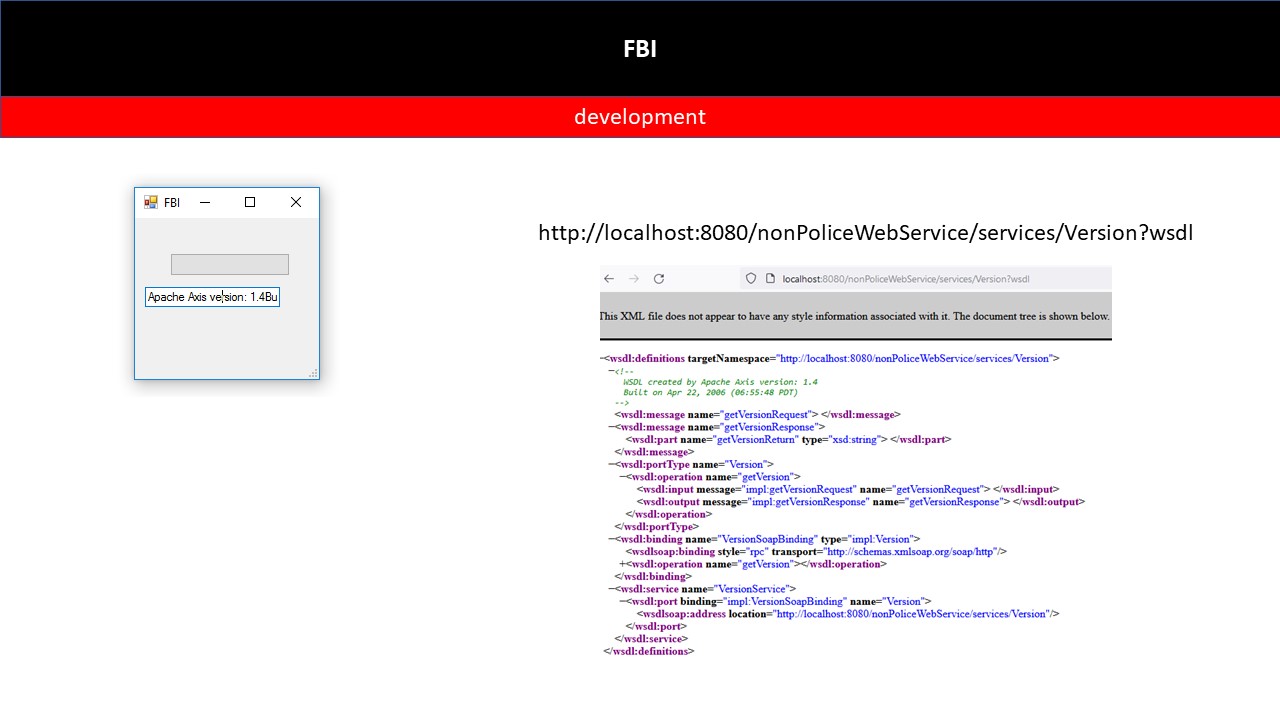 FBI
development
FBI
Apache Axis version: 1.4Bu
http://localhost:8080/nonPoliceWebService/services/Version?wsdl
localhost:8080/nonPoliceWebService/services/Version?wsdl
This XML file does not appear to have any style information associated with it. The document tree is shown below.
−<wsdl:definitions targetNamespace="http://localhost:8080/nonPoliceWebService/services/Version">
−<!--
WSDL created by Apache Axis version: 1.4
Built on Apr 22, 2006 (06:55:48 PDT)
-->
<wsdl:message name="getVersionRequest"> </wsdl:message>
−<wsdl:message name="getVersionResponse">
<wsdl:part name="getVersionReturn" type="xsd:string"> </wsdl:part>
</wsdl:message>
−<wsdl:portType name="Version">
−<wsdl:operation name="getVersion">
<wsdl:input message="impl:getVersionRequest" name="getVersionRequest"> </wsdl:input>
<wsdl:output message="impl:getVersionResponse" name="getVersionResponse"> </wsdl:output>
</wsdl:operation>
</wsdl:portType>
−<wsdl:binding name="VersionSoapBinding" type="impl:Version">
<wsdlsoap:binding style="rpc" transport="http://schemas.xmlsoap.org/soap/http"/>
+<wsdl:operation name="getVersion"></wsdl:operation>
</wsdl:binding>
−<wsdl:service name="VersionService">
−<wsdl:port binding="impl:VersionSoapBinding" name="Version">
<wsdlsoap:address location="http://localhost:8080/nonPoliceWebService/services/Version"/>
</wsdl:port>
</wsdl:service>
</wsdl:definitions>